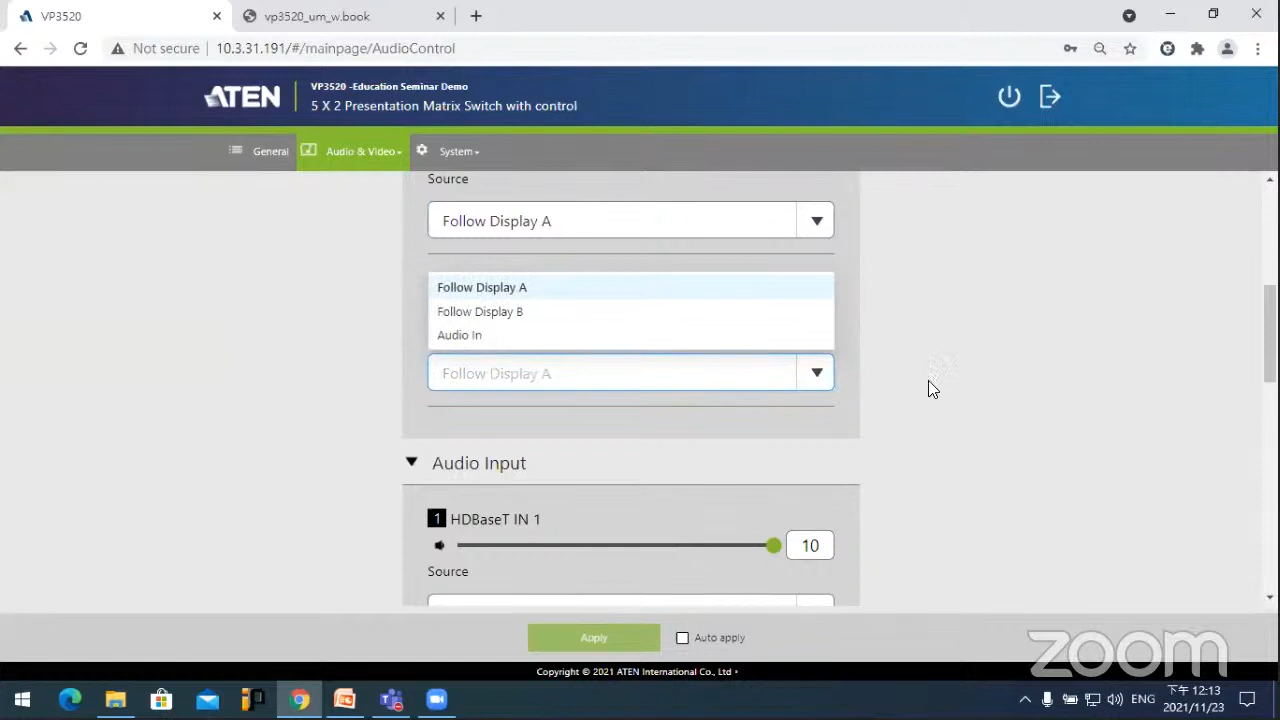 VP3520
vp3520_um_w.book
Not secure
10.3.31.191/#/mainpage/AudioControl
ATEN
VP3520 -Education Seminar Demo
5 X 2 Presentation Matrix Switch with control
General
Audio & Video
System
Source
Follow Display A
Follow Display A
Follow Display B
Audio In
Follow Display A
Audio Input
1 HDBaseT IN 1
10
Source
Apply
Auto apply
zoom
Copyright © 2021 ATEN International Co., Ltd •
ENG
下午 12:13
2021/11/23